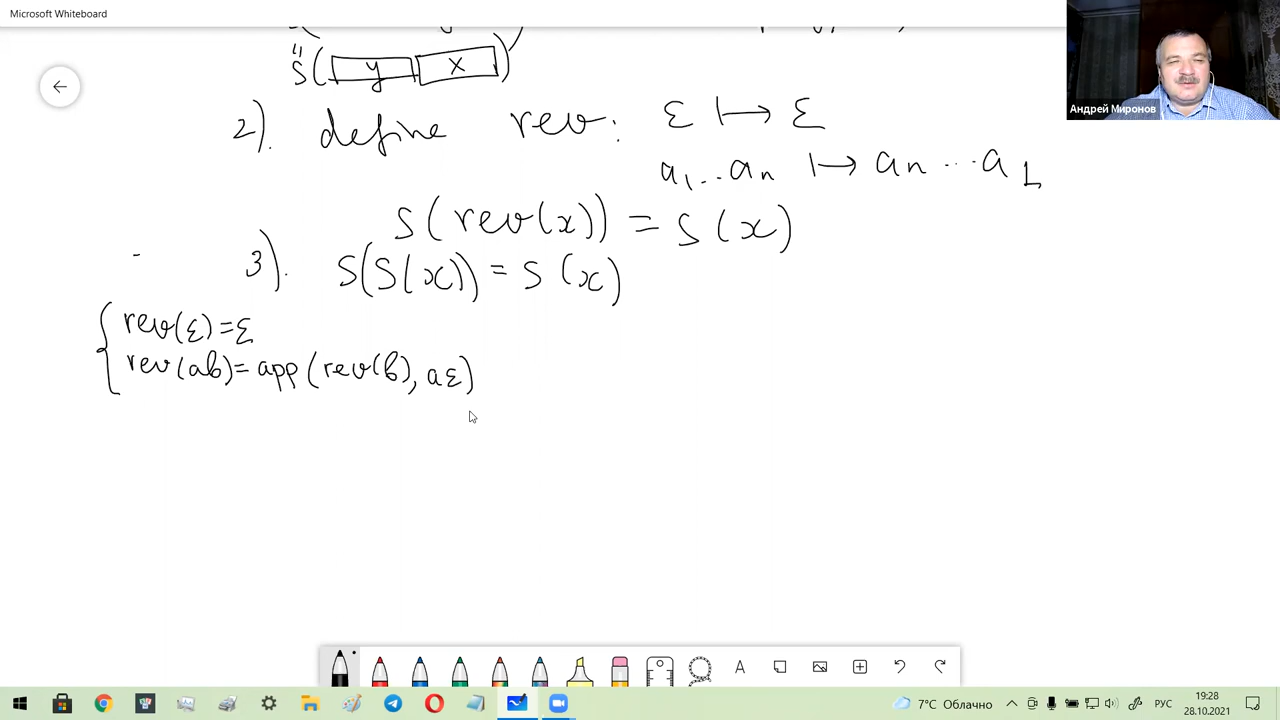 Microsoft Whiteboard
Андрей Миронов
"
S( y x )
2). define rev: ε ↦ ε
a₁..aₙ ↦ aₙ...a₁
S(rev(x)) = S(x)
3). S(S(x)) = S(x)
rev(ε)=ε
rev(ab)=app(rev(b), aε)
A
7°C Облачно
РУС
19:28
28.10.2021